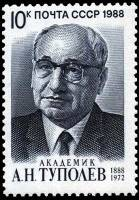 10к ПОЧТА СССР 1988
АКАДЕМИК
А.Н.ТУПОЛЕВ 1888
1972